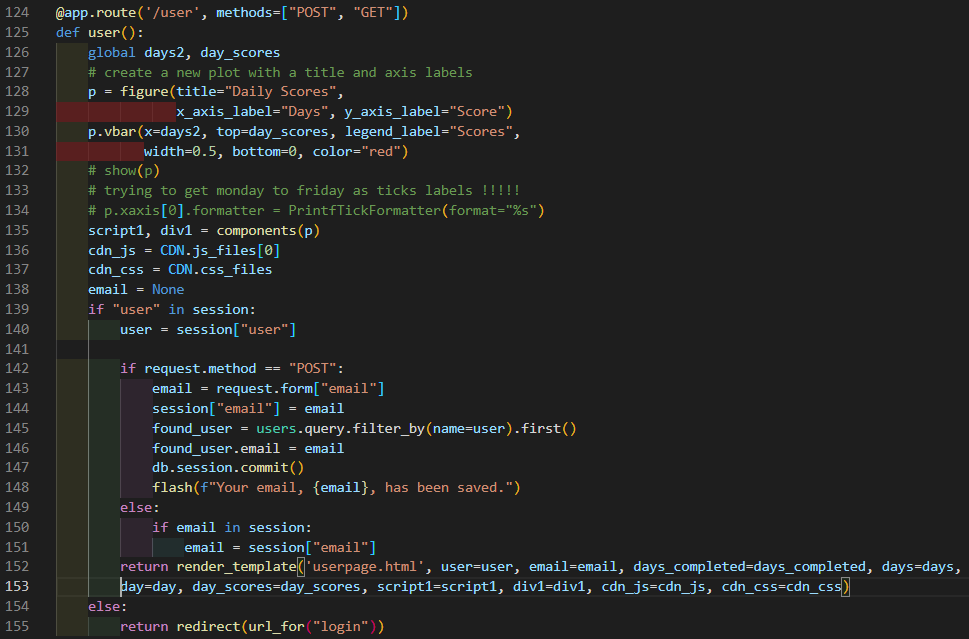 124 @app.route('/user', methods=["POST", "GET"])
125 def user():
126     global days2, day_scores
127     # create a new plot with a title and axis labels
128     p = figure(title="Daily Scores",
129                x_axis_label="Days", y_axis_label="Score")
130     p.vbar(x=days2, top=day_scores, legend_label="Scores",
131            width=0.5, bottom=0, color="red")
132     # show(p)
133     # trying to get monday to friday as ticks labels !!!!!
134     # p.xaxis[0].formatter = PrintfTickFormatter(format="%s")
135     script1, div1 = components(p)
136     cdn_js = CDN.js_files[0]
137     cdn_css = CDN.css_files
138     email = None
139     if "user" in session:
140         user = session["user"]
141
142         if request.method == "POST":
143             email = request.form["email"]
144             session["email"] = email
145             found_user = users.query.filter_by(name=user).first()
146             found_user.email = email
147             db.session.commit()
148             flash(f"Your email, {email}, has been saved.")
149         else:
150             if email in session:
151                 email = session["email"]
152         return render_template('userpage.html', user=user, email=email, days_completed=days_completed, days=days,
153         day=day, day_scores=day_scores, script1=script1, div1=div1, cdn_js=cdn_js, cdn_css=cdn_css)
154     else:
155         return redirect(url_for("login"))